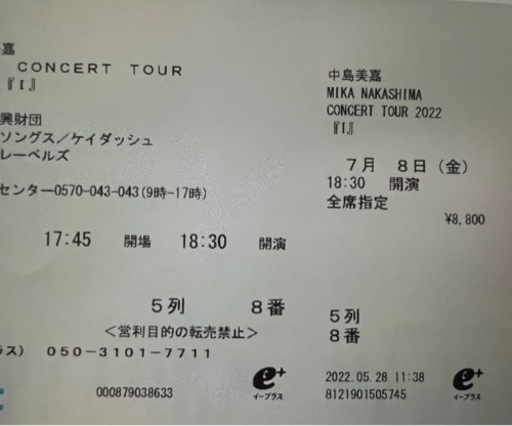 嘉
CONCERT TOUR
『I』
興財団
ソングス／ケイダッシュ
レーベルズ
センター0570-043-043(9時-17時)
17:45 開場 18:30 開演
5列 8番
＜営利目的の転売禁止＞
ラス) 050-3101-7711
000879038633
e+
イープラス
中島美嘉
MIKA NAKASHIMA
CONCERT TOUR 2022
『I』
7月 8日(金)
18:30 開演
全席指定
¥8,800
5列
8番
2022.05.28 11:38
8121901505745
e+
イープラス